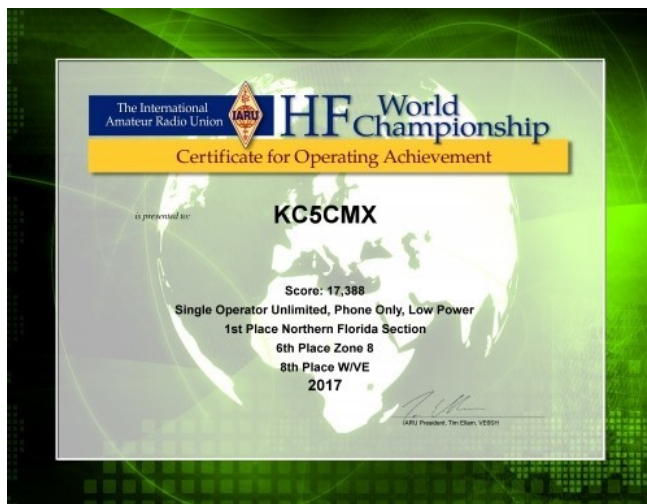 The International
Amateur Radio Union
IARU
HF World
Championship
Certificate for Operating Achievement
is presented to:
KC5CMX
Score: 17,388
Single Operator Unlimited, Phone Only, Low Power
1st Place Northern Florida Section
6th Place Zone 8
8th Place W/VE
2017
IARU President, Tim Ellam, VE6SH